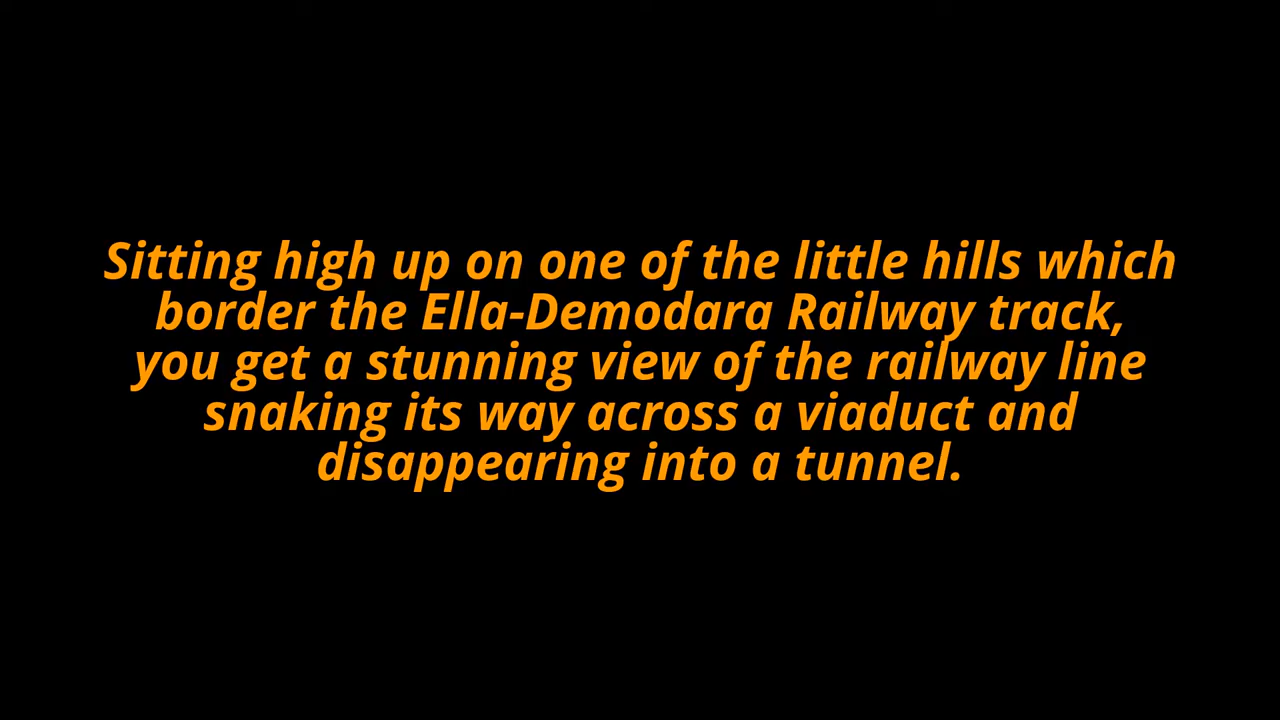 Sitting high up on one of the little hills which
border the Ella-Demodara Railway track,
you get a stunning view of the railway line
snaking its way across a viaduct and
disappearing into a tunnel.